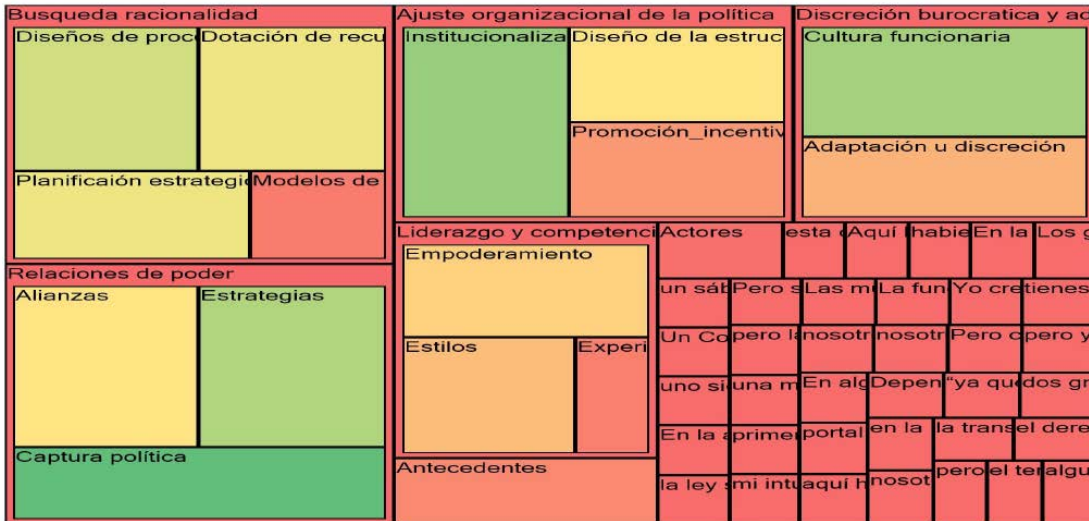 Busqueda racionalidad
Diseños de proc
Dotación de recu
Planificaión estrategi
Modelos de
Relaciones de poder
Alianzas
Estrategias
Captura política
Ajuste organizacional de la política
Institucionaliza
Diseño de la estruc
Promoción_incentiv
Discreción burocratica y ad
Cultura funcionaria
Adaptación u discreción
Liderazgo y competenci
Empoderamiento
Estilos
Experi
Antecedentes
Actores
esta
Aquí
habie
En la
Los g
un sáb
Pero s
Las m
La fun
Yo cre
tienes
Un Co
pero l
nosotr
nosotr
Pero c
pero y
uno si
una m
En alg
Depen
"ya qu
dos gr
En la
primer
portal
en la
la trans
el dere
la ley
mi intu
aquí h
nosot
pero
el ter
algu